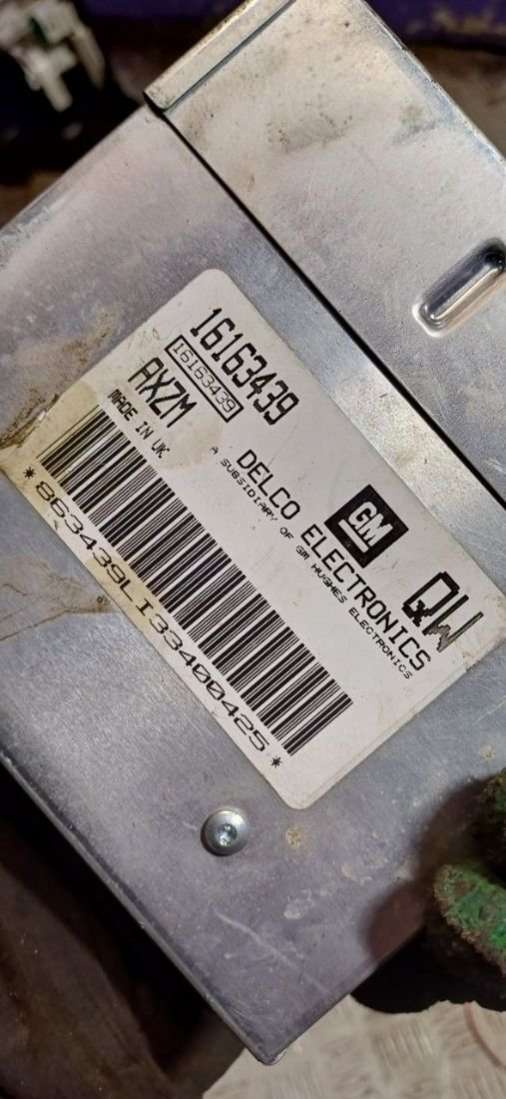 16163439
16163439
AXZM
MADE IN UK
DELCO ELECTRONICS
A SUBSIDIARY OF GM HUGHES ELECTRONICS
GM
QW
*863439LI33400425*